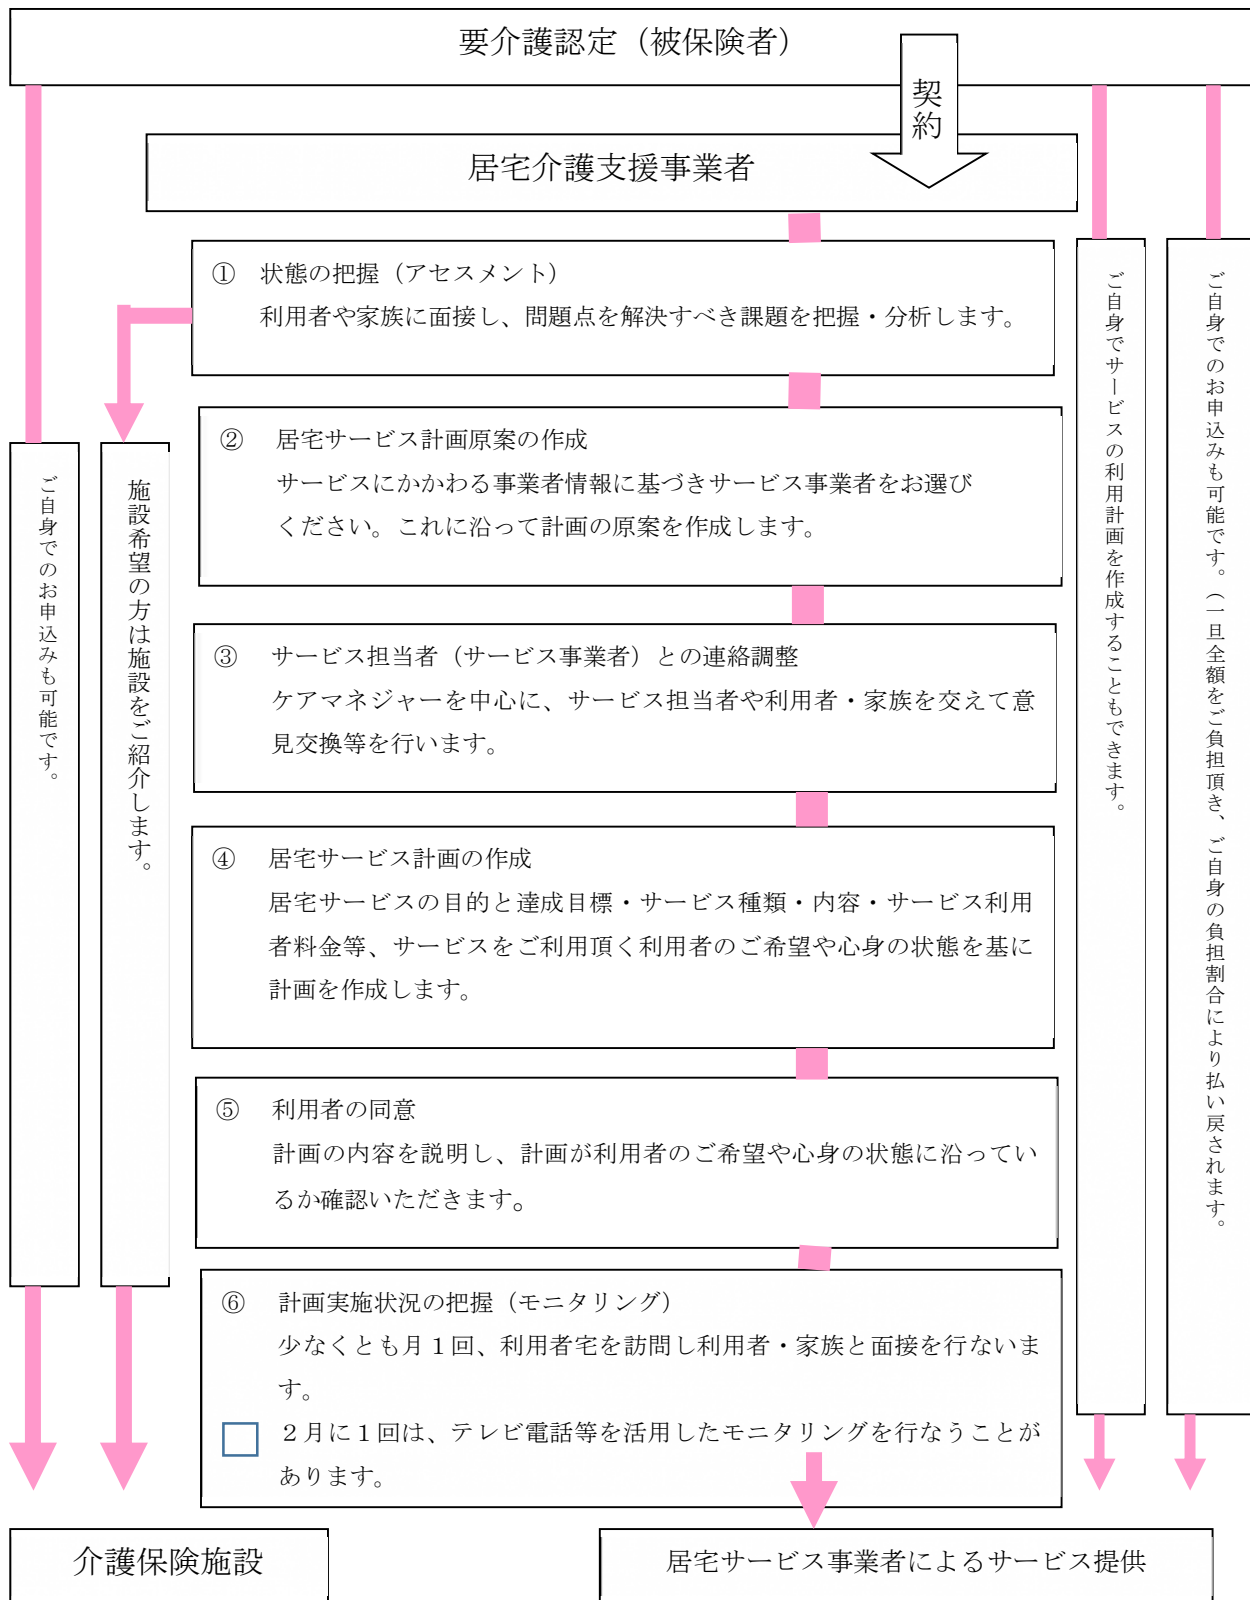 要介護認定（被保険者）
契約
居宅介護支援事業者
① 状態の把握（アセスメント）
利用者や家族に面接し、問題点を解決すべき課題を把握・分析します。
② 居宅サービス計画原案の作成
サービスにかかわる事業者情報に基づきサービス事業者をお選び
ください。これに沿って計画の原案を作成します。
③ サービス担当者（サービス事業者）との連絡調整
ケアマネジャーを中心に、サービス担当者や利用者・家族を交えて意
見交換等を行います。
④ 居宅サービス計画の作成
居宅サービスの目的と達成目標・サービス種類・内容・サービス利用
者料金等、サービスをご利用頂く利用者のご希望や心身の状態を基に
計画を作成します。
⑤ 利用者の同意
計画の内容を説明し、計画が利用者のご希望や心身の状態に沿ってい
るか確認いただきます。
⑥ 計画実施状況の把握（モニタリング）
少なくとも月１回、利用者宅を訪問し利用者・家族と面接を行ないま
す。
２月に１回は、テレビ電話等を活用したモニタリングを行なうことが
あります。
ご自身でのお申込みも可能です。
施設希望の方は施設をご紹介します。
ご自身でサービスの利用計画を作成することもできます。
ご自身でのお申込みも可能です。（一旦全額をご負担頂き、ご自身の負担割合により払い戻されます。
介護保険施設
居宅サービス事業者によるサービス提供